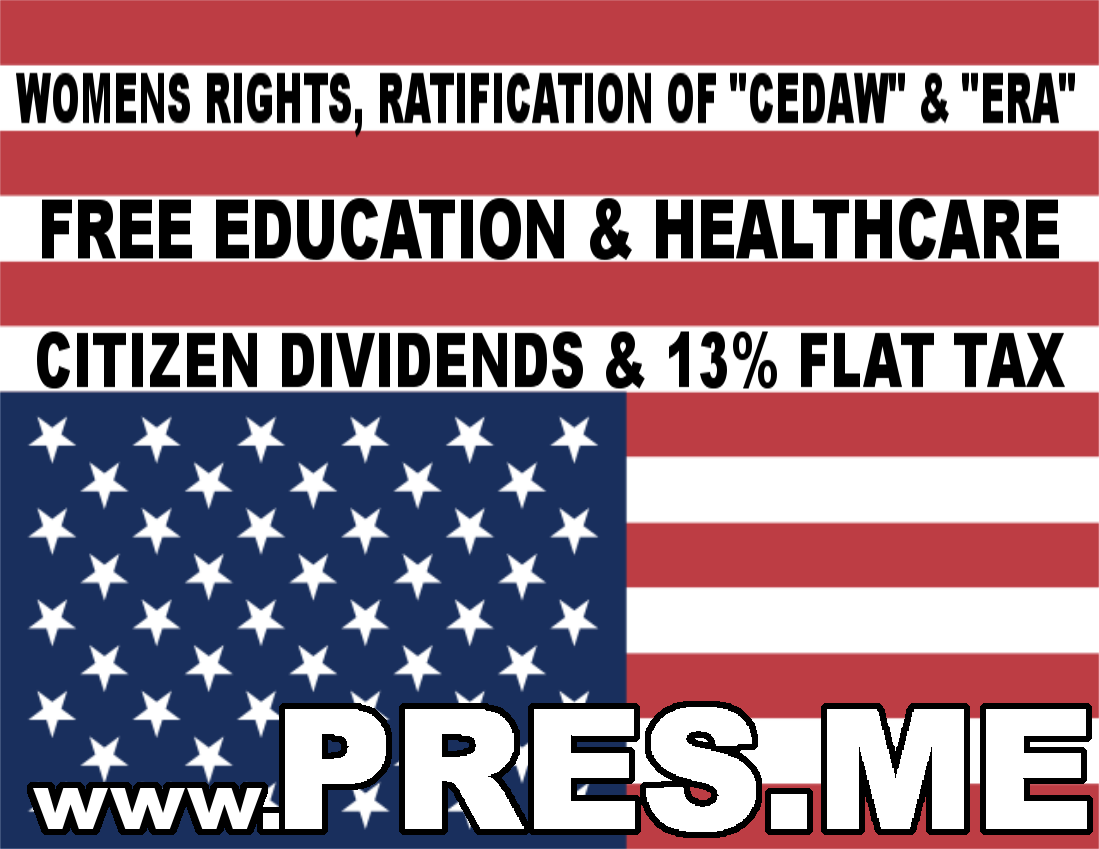 WOMENS RIGHTS, RATIFICATION OF "CEDAW" & "ERA"
FREE EDUCATION & HEALTHCARE
CITIZEN DIVIDENDS & 13% FLAT TAX
www.PRES.ME